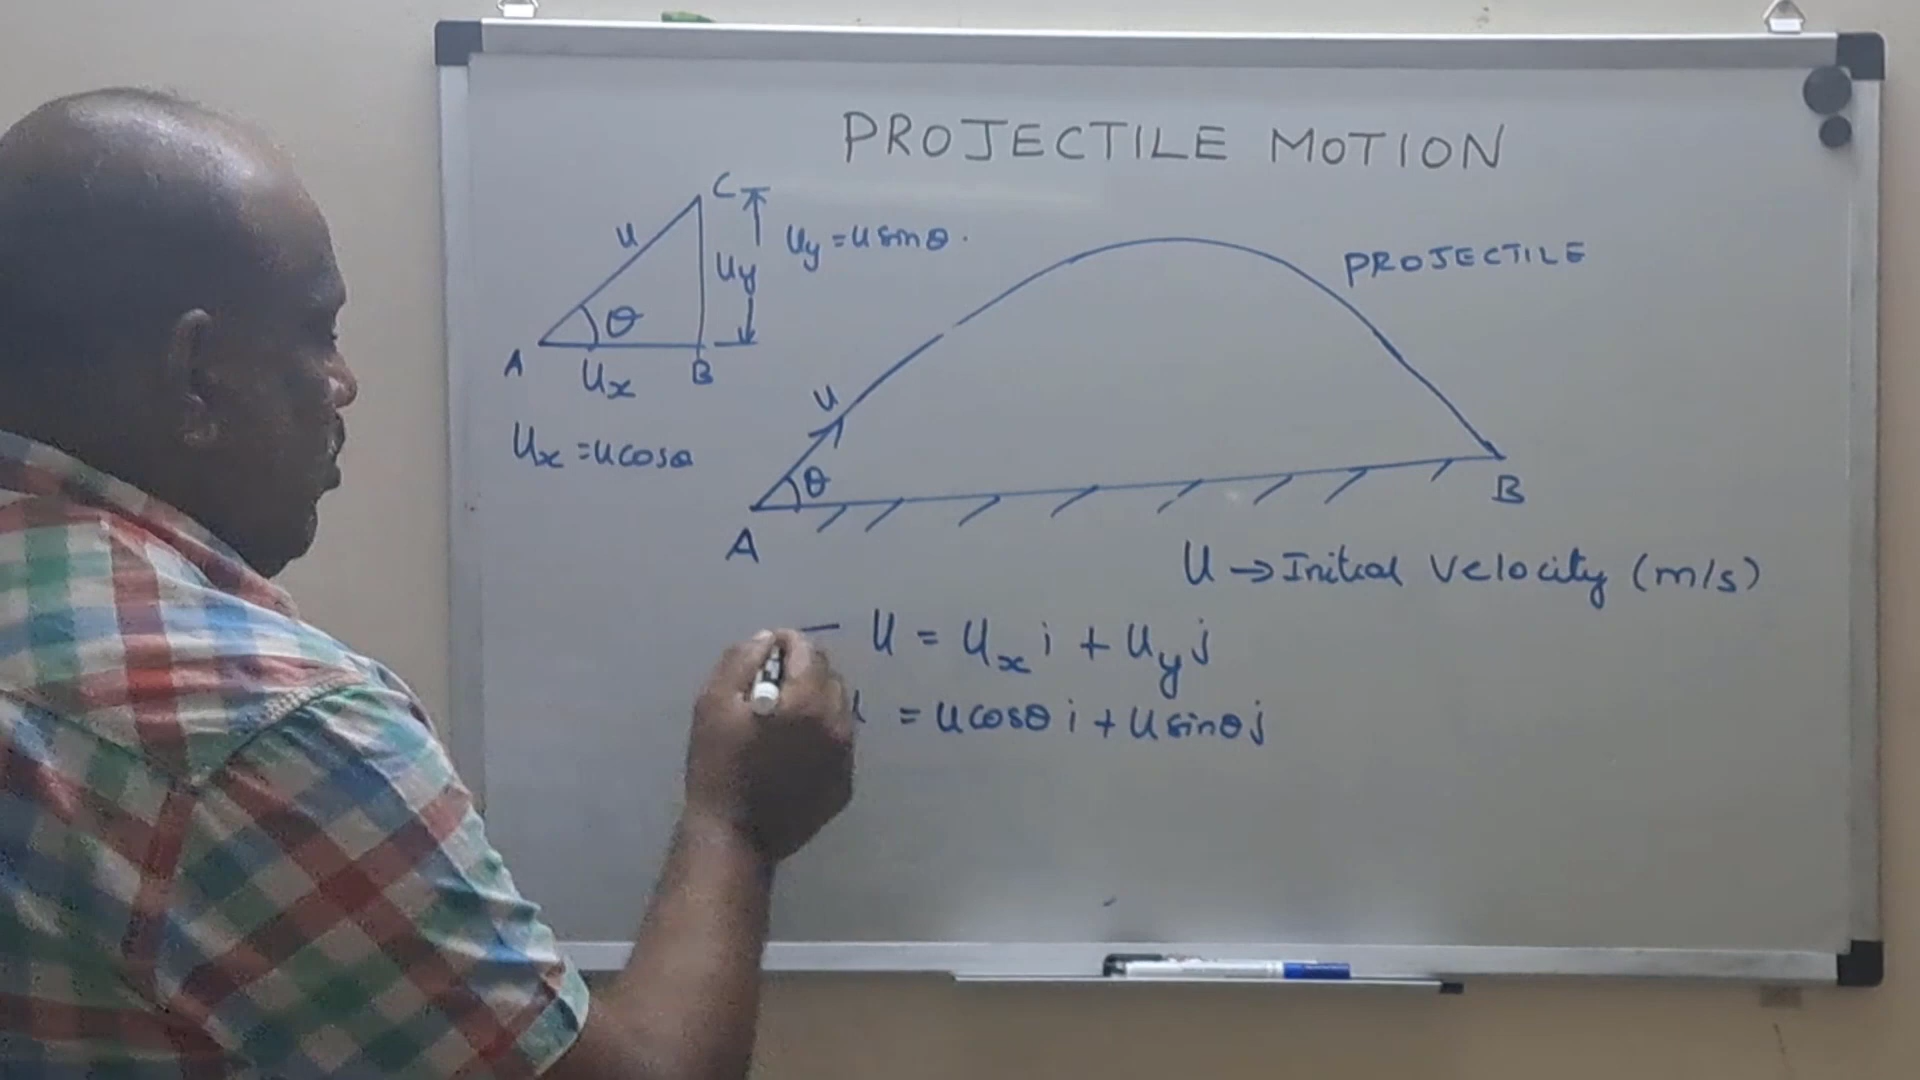 PROJECTILE MOTION
C
u
Uy
Uy = u sinθ.
θ
A
Ux
B
Ux = u cosθ
PROJECTILE
u
θ
A
B
U → Initial Velocity (m/s)
U = Ux i + Uy j
= u cosθ i + u sinθ j